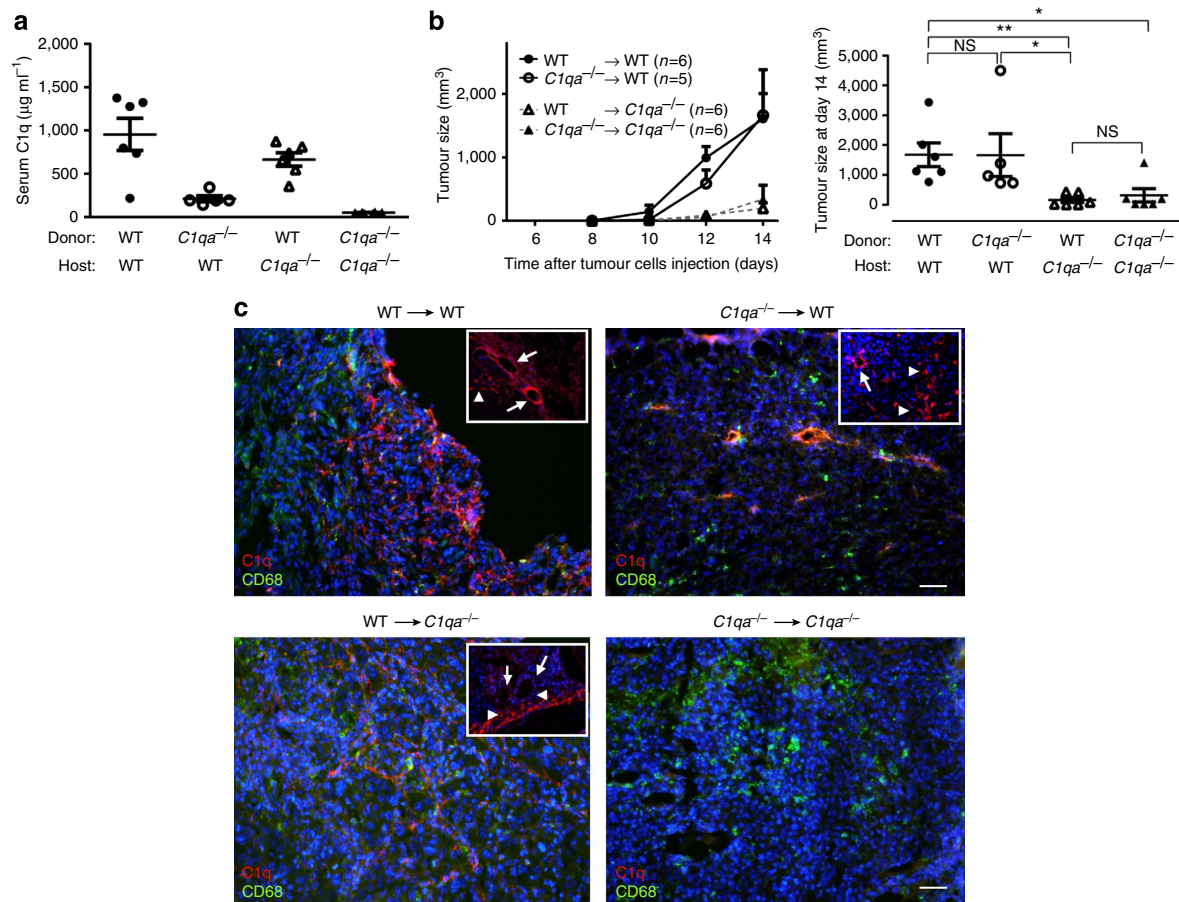 a
Serum C1q (µg ml⁻¹)
2,000
1,500
1,000
500
0
Donor: WT C1qa⁻/⁻ WT C1qa⁻/⁻
Host: WT WT C1qa⁻/⁻ C1qa⁻/⁻
b
Tumour size (mm³)
2,000
1,000
0
WT → WT (n=6)
C1qa⁻/⁻ → WT (n=5)
WT → C1qa⁻/⁻ (n=6)
C1qa⁻/⁻ → C1qa⁻/⁻ (n=6)
6 8 10 12 14
Time after tumour cells injection (days)
Tumour size at day 14 (mm³)
*
**
NS *
NS
5,000
4,000
3,000
2,000
1,000
0
Donor: WT C1qa⁻/⁻ WT C1qa⁻/⁻
Host: WT WT C1qa⁻/⁻ C1qa⁻/⁻
c
WT → WT
C1q
CD68
C1qa⁻/⁻ → WT
C1q
CD68
WT → C1qa⁻/⁻
C1q
CD68
C1qa⁻/⁻ → C1qa⁻/⁻
C1q
CD68